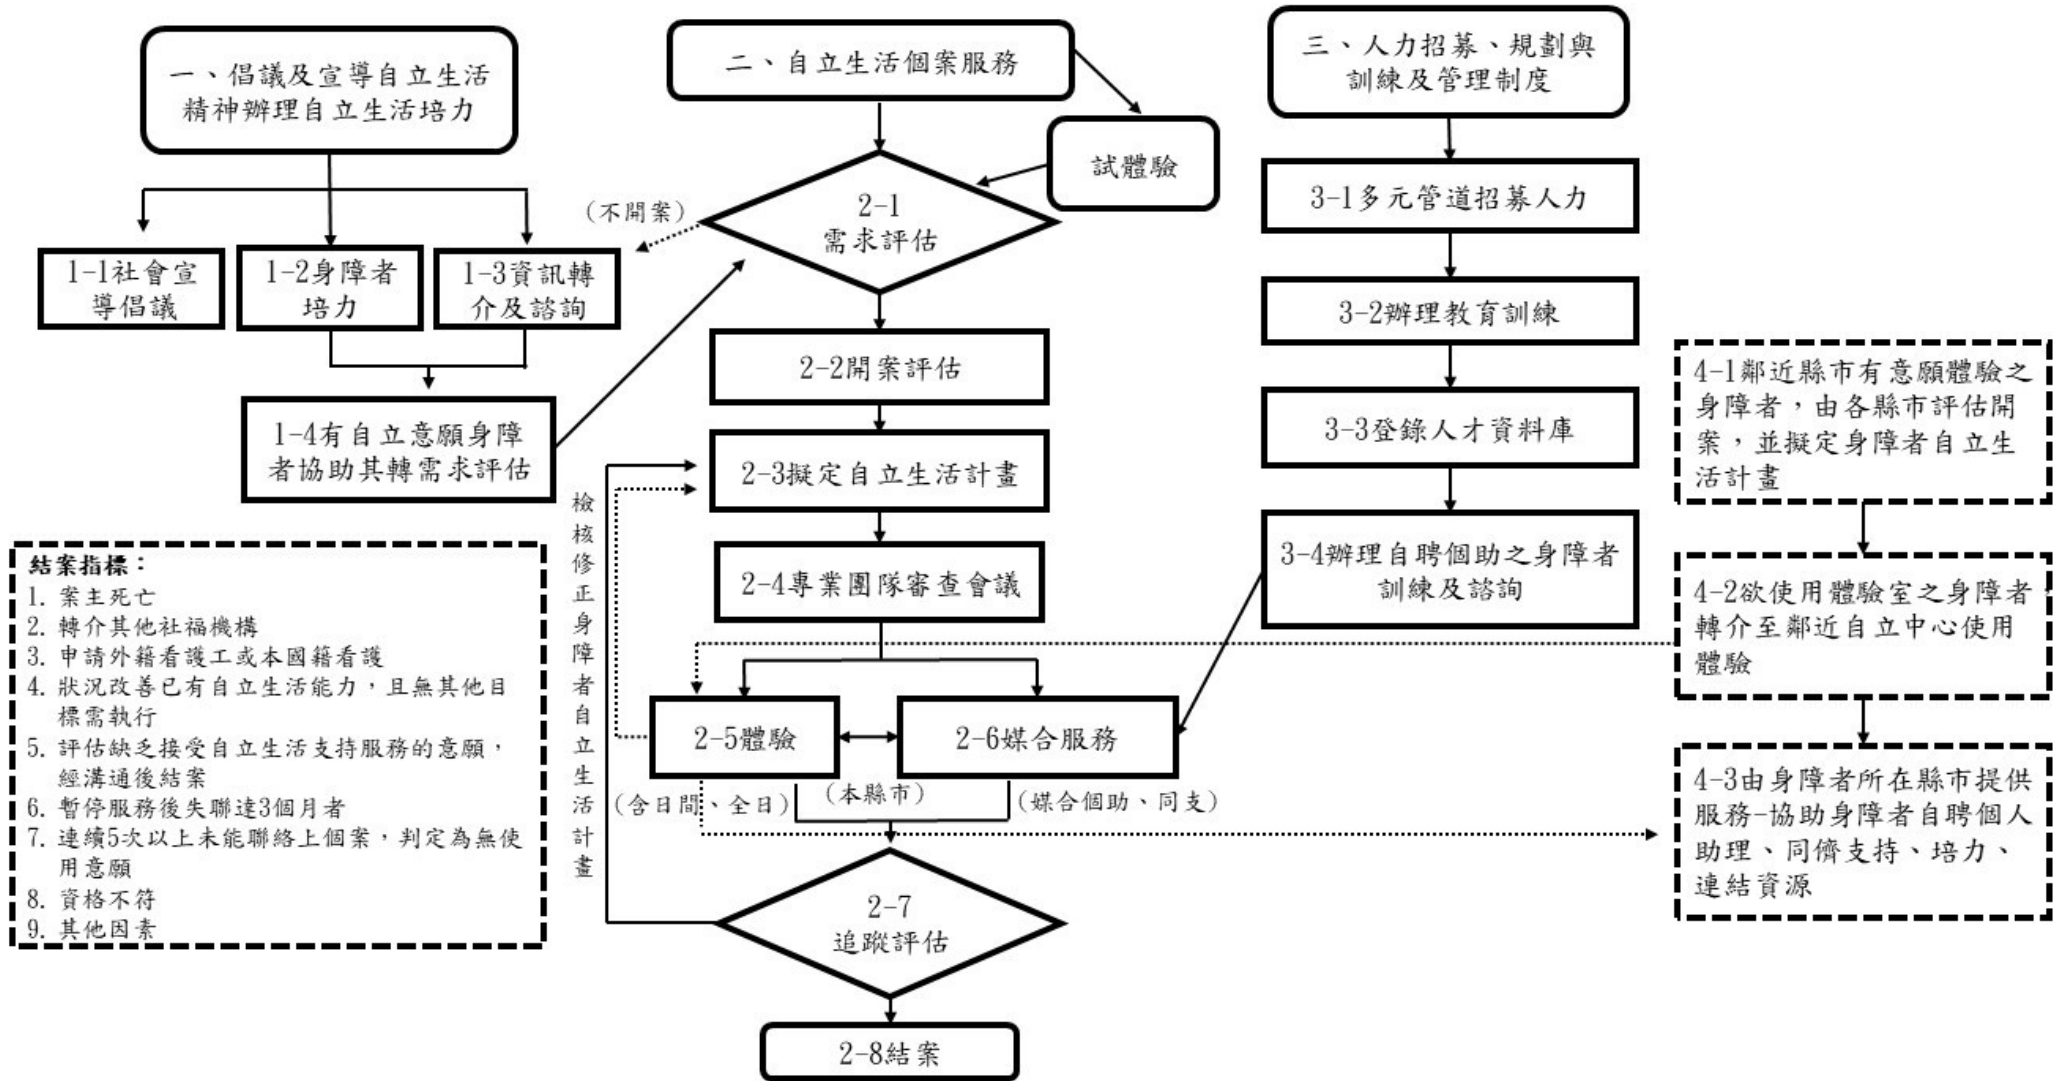 一、倡議及宣導自立生活
精神辦理自立生活培力
1-1社會宣
導倡議
1-2身障者
培力
1-3資訊轉
介及諮詢
1-4有自立意願身障
者協助其轉需求評估
二、自立生活個案服務
試體驗
2-1
需求評估
(不開案)
2-2開案評估
2-3擬定自立生活計畫
2-4專業團隊審查會議
2-5體驗
2-6媒合服務
(含日間、全日)
(本縣市)
(媒合個助、同支)
檢核修正身障者自立生活計畫
2-7
追蹤評估
2-8結案
三、人力招募、規劃與
訓練及管理制度
3-1多元管道招募人力
3-2辦理教育訓練
3-3登錄人才資料庫
3-4辦理自聘個助之身障者
訓練及諮詢
4-1鄰近縣市有意願體驗之
身障者，由各縣市評估開
案，並擬定身障者自立生
活計畫
4-2欲使用體驗室之身障者
轉介至鄰近自立中心使用
體驗
4-3由身障者所在縣市提供
服務-協助身障者自聘個人
助理、同儕支持、培力、
連結資源
結案指標：
1. 案主死亡
2. 轉介其他社福機構
3. 申請外籍看護工或本國籍看護
4. 狀況改善已有自立生活能力，且無其他目
標需執行
5. 評估缺乏接受自立生活支持服務的意願，
經溝通後結案
6. 暫停服務後失聯達3個月者
7. 連續5次以上未能聯絡上個案，判定為無使
用意願
8. 資格不符
9. 其他因素